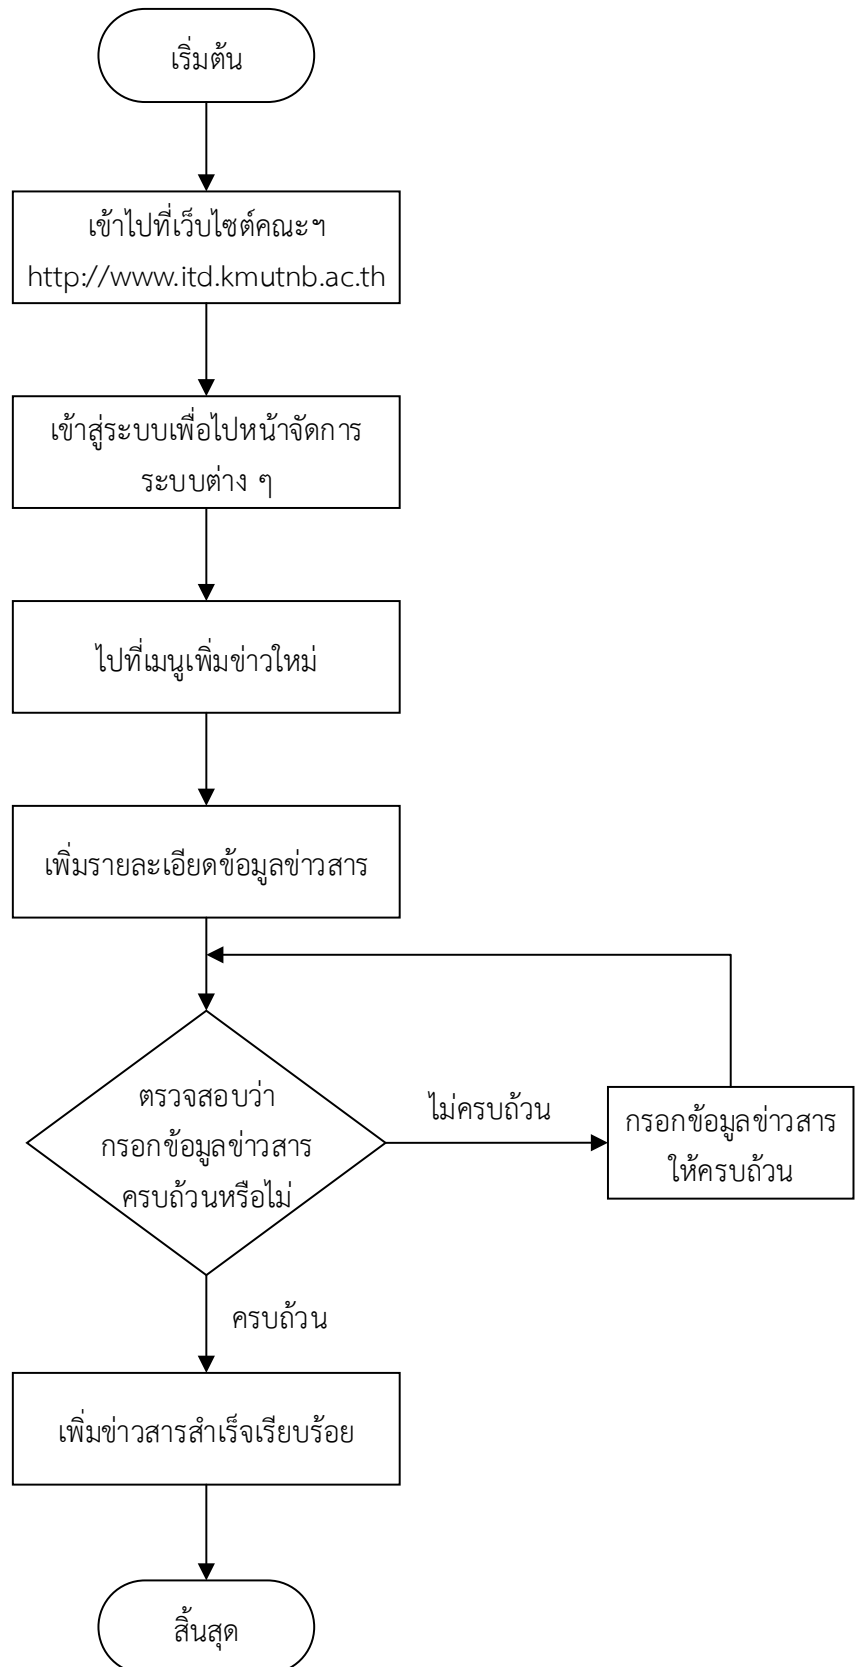 เริ่มต้น
เข้าไปที่เว็บไซต์คณะฯ
http://www.itd.kmutnb.ac.th
เข้าสู่ระบบเพื่อไปหน้าจัดการ
ระบบต่าง ๆ
ไปที่เมนูเพิ่มข่าวใหม่
เพิ่มรายละเอียดข้อมูลข่าวสาร
ตรวจสอบว่า
กรอกข้อมูลข่าวสาร
ครบถ้วนหรือไม่
ไม่ครบถ้วน
กรอกข้อมูลข่าวสาร
ให้ครบถ้วน
ครบถ้วน
เพิ่มข่าวสารสำเร็จเรียบร้อย
สิ้นสุด